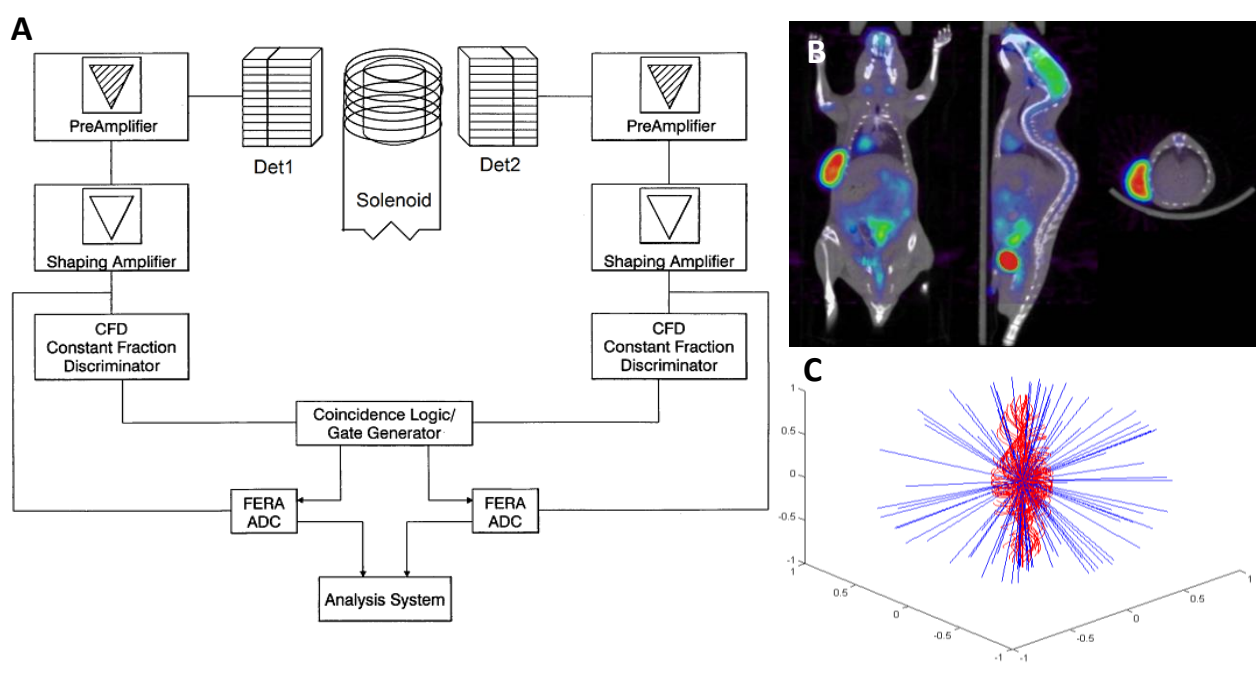 A
PreAmplifier
Det1
Solenoid
Det2
PreAmplifier
Shaping Amplifier
Shaping Amplifier
CFD
Constant Fraction
Discriminator
CFD
Constant Fraction
Discriminator
Coincidence Logic/
Gate Generator
FERA
ADC
FERA
ADC
Analysis System
B
C
1
0.5
0
-0.5
-1
1
0.5
0
-0.5
-1
-1
-0.5
0
0.5
1